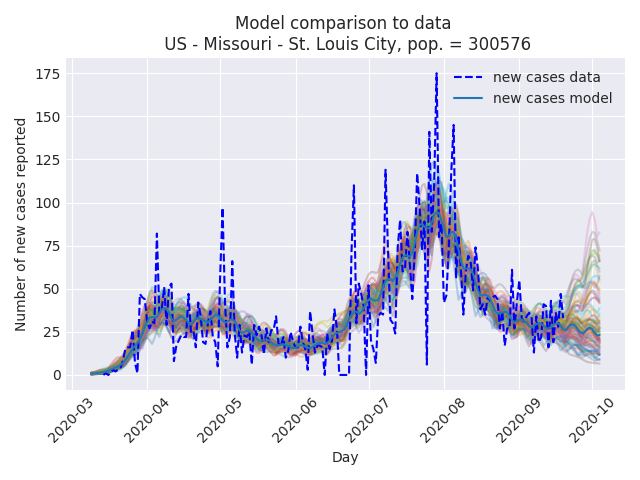 Model comparison to data
US - Missouri - St. Louis City, pop. = 300576
new cases data
new cases model
Number of new cases reported
175
150
125
100
75
50
25
0
2020-03
2020-04
2020-05
2020-06
2020-07
2020-08
2020-09
2020-10
Day